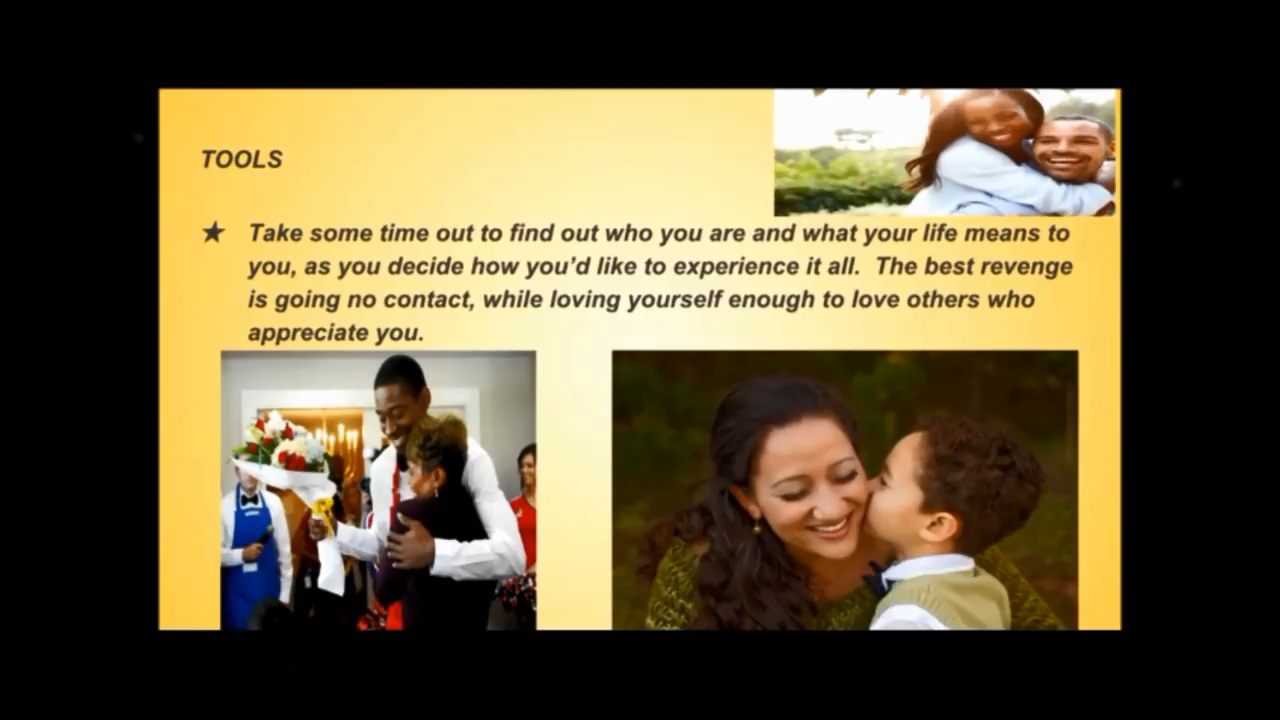 TOOLS
★ Take some time out to find out who you are and what your life means to
you, as you decide how you’d like to experience it all.  The best revenge
is going no contact, while loving yourself enough to love others who
appreciate you.